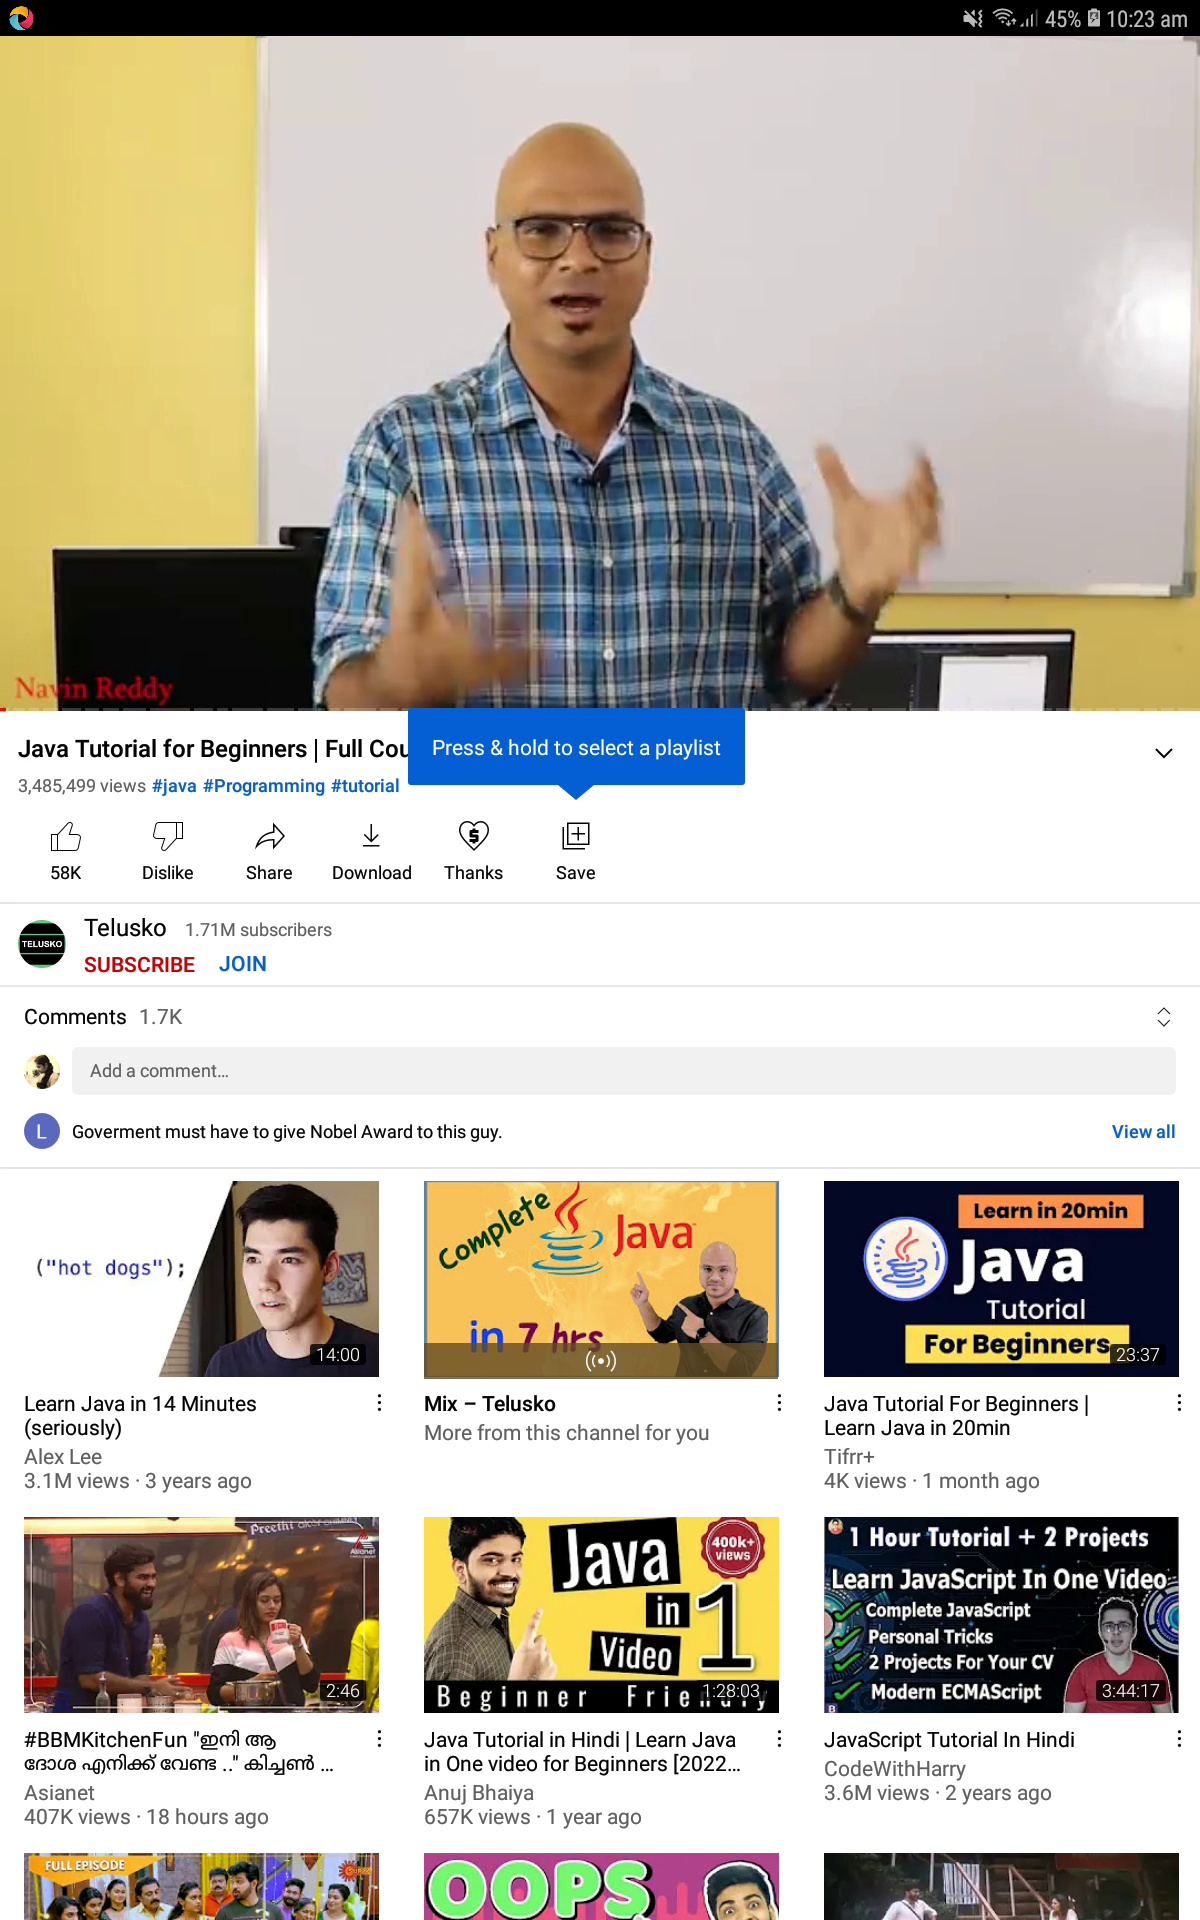 45% 10:23 am
Navin Reddy
Java Tutorial for Beginners | Full Cou
Press & hold to select a playlist
3,485,499 views #java #Programming #tutorial
58K Dislike Share Download Thanks Save
TELUSKO
Telusko 1.71M subscribers
SUBSCRIBE JOIN
Comments 1.7K
Add a comment...
L Goverment must have to give Nobel Award to this guy. View all
("hot dogs");
14:00
Complete Java
in 7 hrs
Learn in 20min
Java
Tutorial
For Beginners
23:37
Learn Java in 14 Minutes
(seriously)
Alex Lee
3.1M views · 3 years ago
Mix – Telusko
More from this channel for you
Java Tutorial For Beginners |
Learn Java in 20min
Tifrr+
4K views · 1 month ago
Preethi
Asianet
2:46
Java
in 1
Video
400k+
views
Beginner
1:28:03
1 Hour Tutorial + 2 Projects
Learn JavaScript In One Video
Complete JavaScript
Personal Tricks
2 Projects For Your CV
Modern ECMAScript
3:44:17
#BBMKitchenFun "ഇനി ആ
ദോശ എനിക്ക് വേണ്ട .." കിച്ചൺ ...
Asianet
407K views · 18 hours ago
Java Tutorial in Hindi | Learn Java
in One video for Beginners [2022...
Anuj Bhaiya
657K views · 1 year ago
JavaScript Tutorial In Hindi
CodeWithHarry
3.6M views · 2 years ago
FULL EPISODE
OOPS